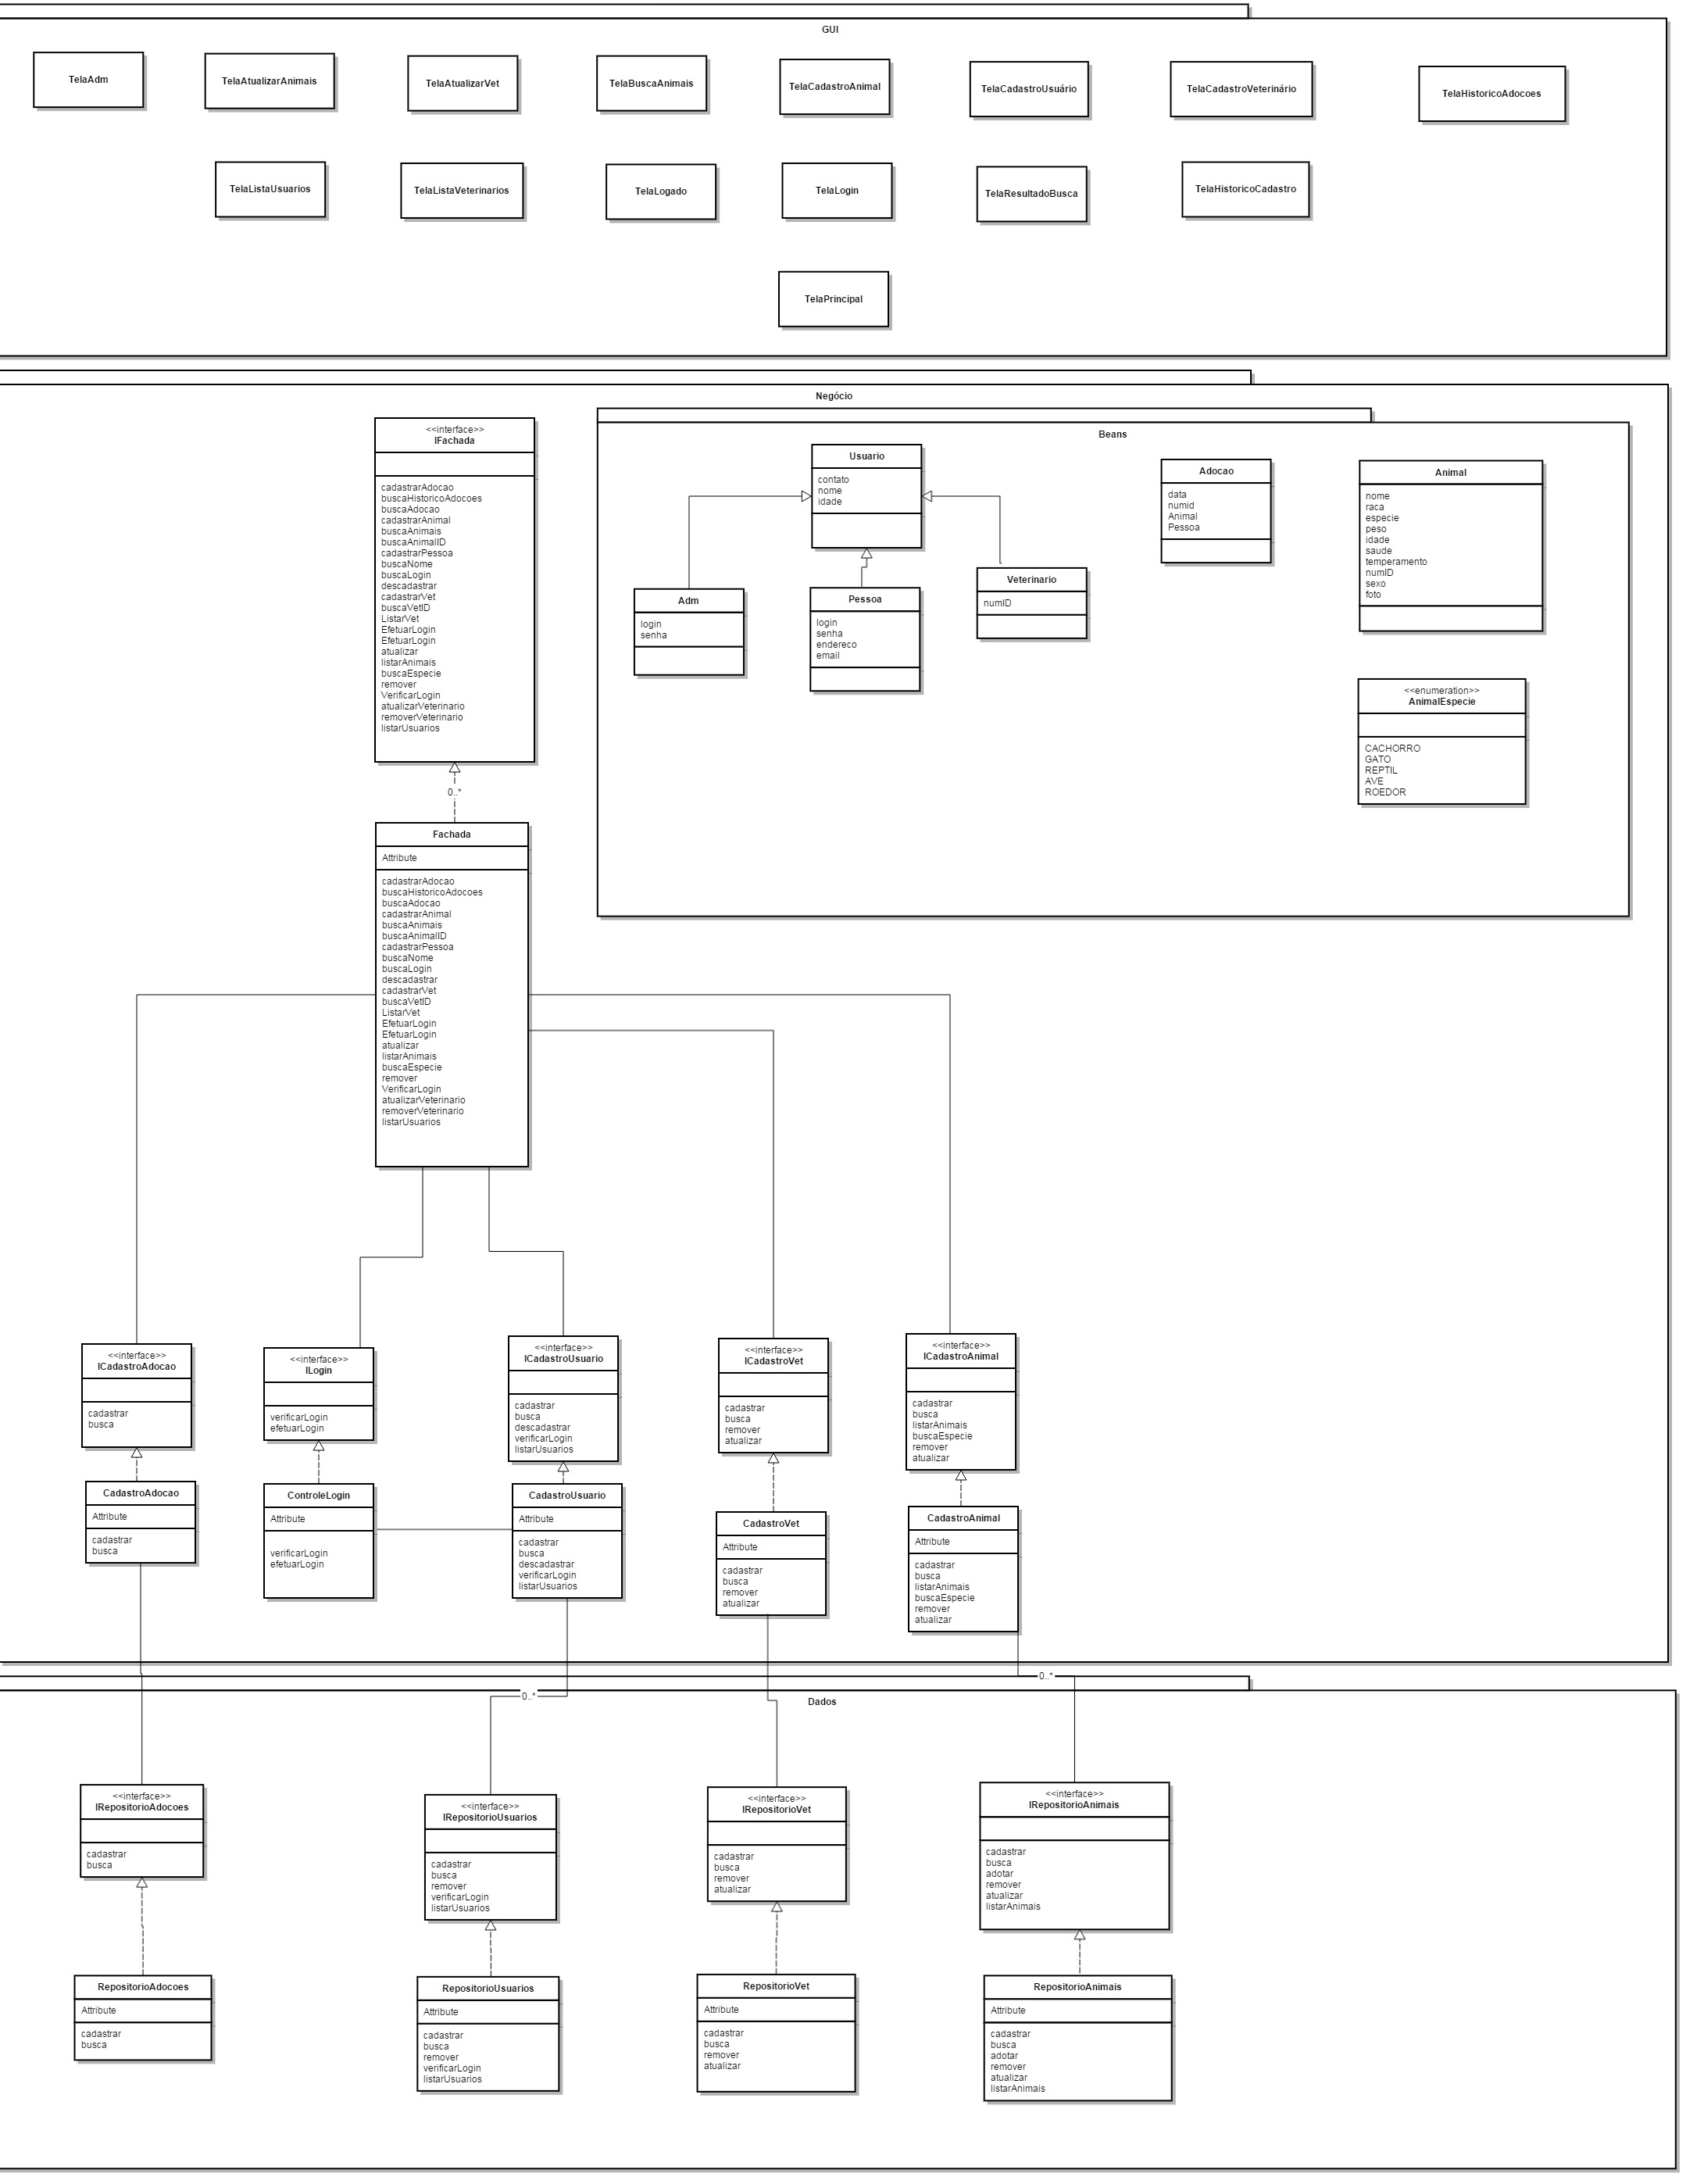 GUI
TelaAdm
TelaAtualizarAnimais
TelaAtualizarVet
TelaBuscaAnimais
TelaCadastroAnimal
TelaCadastroUsuário
TelaCadastroVeterinário
TelaHistoricoAdocoes
TelaListaUsuarios
TelaListaVeterinarios
TelaLogado
TelaLogin
TelaResultadoBusca
TelaHistoricoCadastro
TelaPrincipal
Negócio
<<interface>>
IFachada
cadastrarAdocao
buscaHistoricoAdocoes
buscaAdocao
cadastrarAnimal
buscaAnimais
buscaAnimalID
cadastrarPessoa
buscaNome
buscaLogin
descadastrar
cadastrarVet
buscaVetID
ListarVet
EfetuarLogin
EfetuarLogin
atualizar
listarAnimais
buscaEspecie
remover
VerificarLogin
atualizarVeterinario
removerVeterinario
listarUsuarios
Beans
Usuario
contato
nome
idade
Adocao
data
numid
Animal
Pessoa
Animal
nome
raca
especie
peso
idade
saude
temperamento
numID
sexo
foto
Adm
login
senha
Pessoa
login
senha
endereco
email
Veterinario
numID
<<enumeration>>
AnimalEspecie
CACHORRO
GATO
REPTIL
AVE
ROEDOR
0..*
Fachada
Attribute
cadastrarAdocao
buscaHistoricoAdocoes
buscaAdocao
cadastrarAnimal
buscaAnimais
buscaAnimalID
cadastrarPessoa
buscaNome
buscaLogin
descadastrar
cadastrarVet
buscaVetID
ListarVet
EfetuarLogin
EfetuarLogin
atualizar
listarAnimais
buscaEspecie
remover
VerificarLogin
atualizarVeterinario
removerVeterinario
listarUsuarios
<<interface>>
ICadastroAdocao
cadastrar
busca
<<interface>>
ILogin
verificarLogin
efetuarLogin
<<interface>>
ICadastroUsuario
cadastrar
busca
descadastrar
verificarLogin
listarUsuarios
<<interface>>
ICadastroVet
cadastrar
busca
remover
atualizar
<<interface>>
ICadastroAnimal
cadastrar
busca
listarAnimais
buscaEspecie
remover
atualizar
CadastroAdocao
Attribute
cadastrar
busca
ControleLogin
Attribute
verificarLogin
efetuarLogin
CadastroUsuario
Attribute
cadastrar
busca
descadastrar
verificarLogin
listarUsuarios
CadastroVet
Attribute
cadastrar
busca
remover
atualizar
CadastroAnimal
Attribute
cadastrar
busca
listarAnimais
buscaEspecie
remover
atualizar
0..*
0..*
Dados
<<interface>>
IRepositorioAdocoes
cadastrar
busca
<<interface>>
IRepositorioUsuarios
cadastrar
busca
remover
verificarLogin
listarUsuarios
<<interface>>
IRepositorioVet
cadastrar
busca
remover
atualizar
<<interface>>
IRepositorioAnimais
cadastrar
busca
adotar
remover
atualizar
listarAnimais
RepositorioAdocoes
Attribute
cadastrar
busca
RepositorioUsuarios
Attribute
cadastrar
busca
remover
verificarLogin
listarUsuarios
RepositorioVet
Attribute
cadastrar
busca
remover
atualizar
RepositorioAnimais
Attribute
cadastrar
busca
adotar
remover
atualizar
listarAnimais